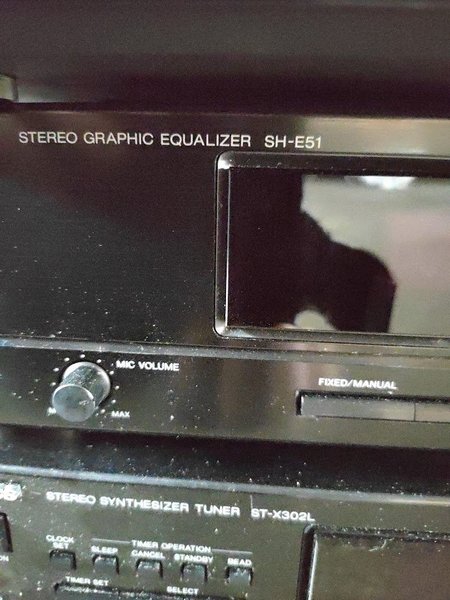 STEREO GRAPHIC EQUALIZER SH-E51
MIC VOLUME
MAX
FIXED/MANUAL
STEREO SYNTHESIZER TUNER ST-X302L
CLOCK
SET
TIMER OPERATION
SLEEP CANCEL STANDBY READ
TIMER SET SELECT